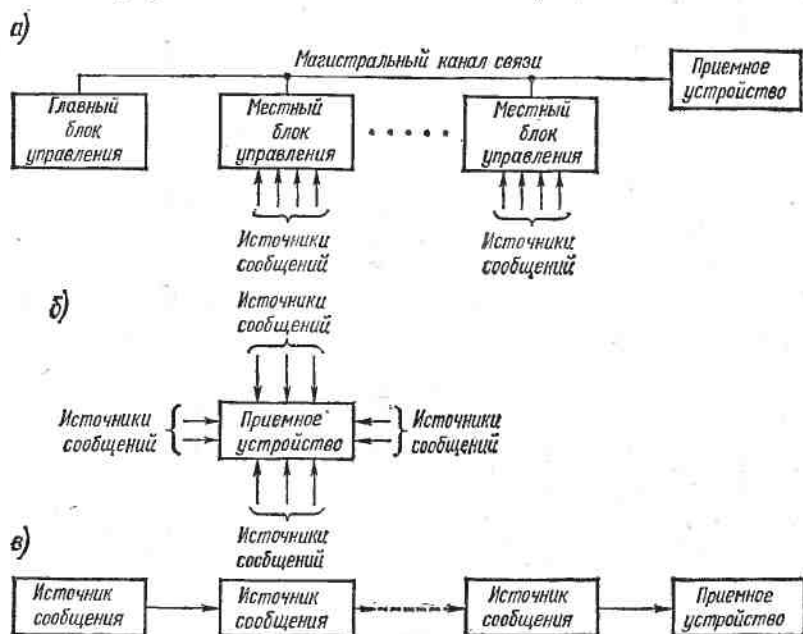 а)
Магистральный канал связи
Приемное
устройство
Главный
блок
управления
Местный
блок
управления
Местный
блок
управления
Источники
сообщений
Источники
сообщений
б)
Источники
сообщений
Источники
сообщений
Приемное
устройство
Источники
сообщений
Источники
сообщений
в)
Источник
сообщения
Источник
сообщения
Источник
сообщения
Приемное
устройство